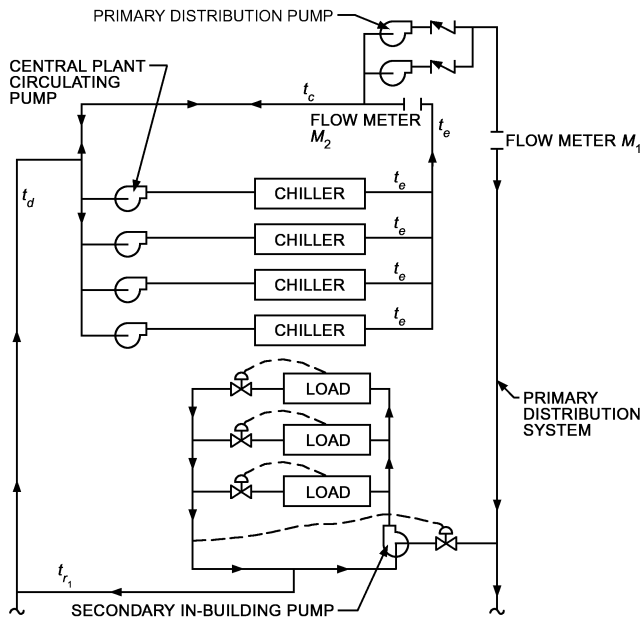 PRIMARY DISTRIBUTION PUMP
CENTRAL PLANT
CIRCULATING
PUMP
t_c
FLOW METER
M_2
t_e
FLOW METER M_1
t_d
CHILLER
t_e
CHILLER
t_e
CHILLER
t_e
CHILLER
t_e
LOAD
LOAD
LOAD
PRIMARY
DISTRIBUTION
SYSTEM
t_r_1
SECONDARY IN-BUILDING PUMP